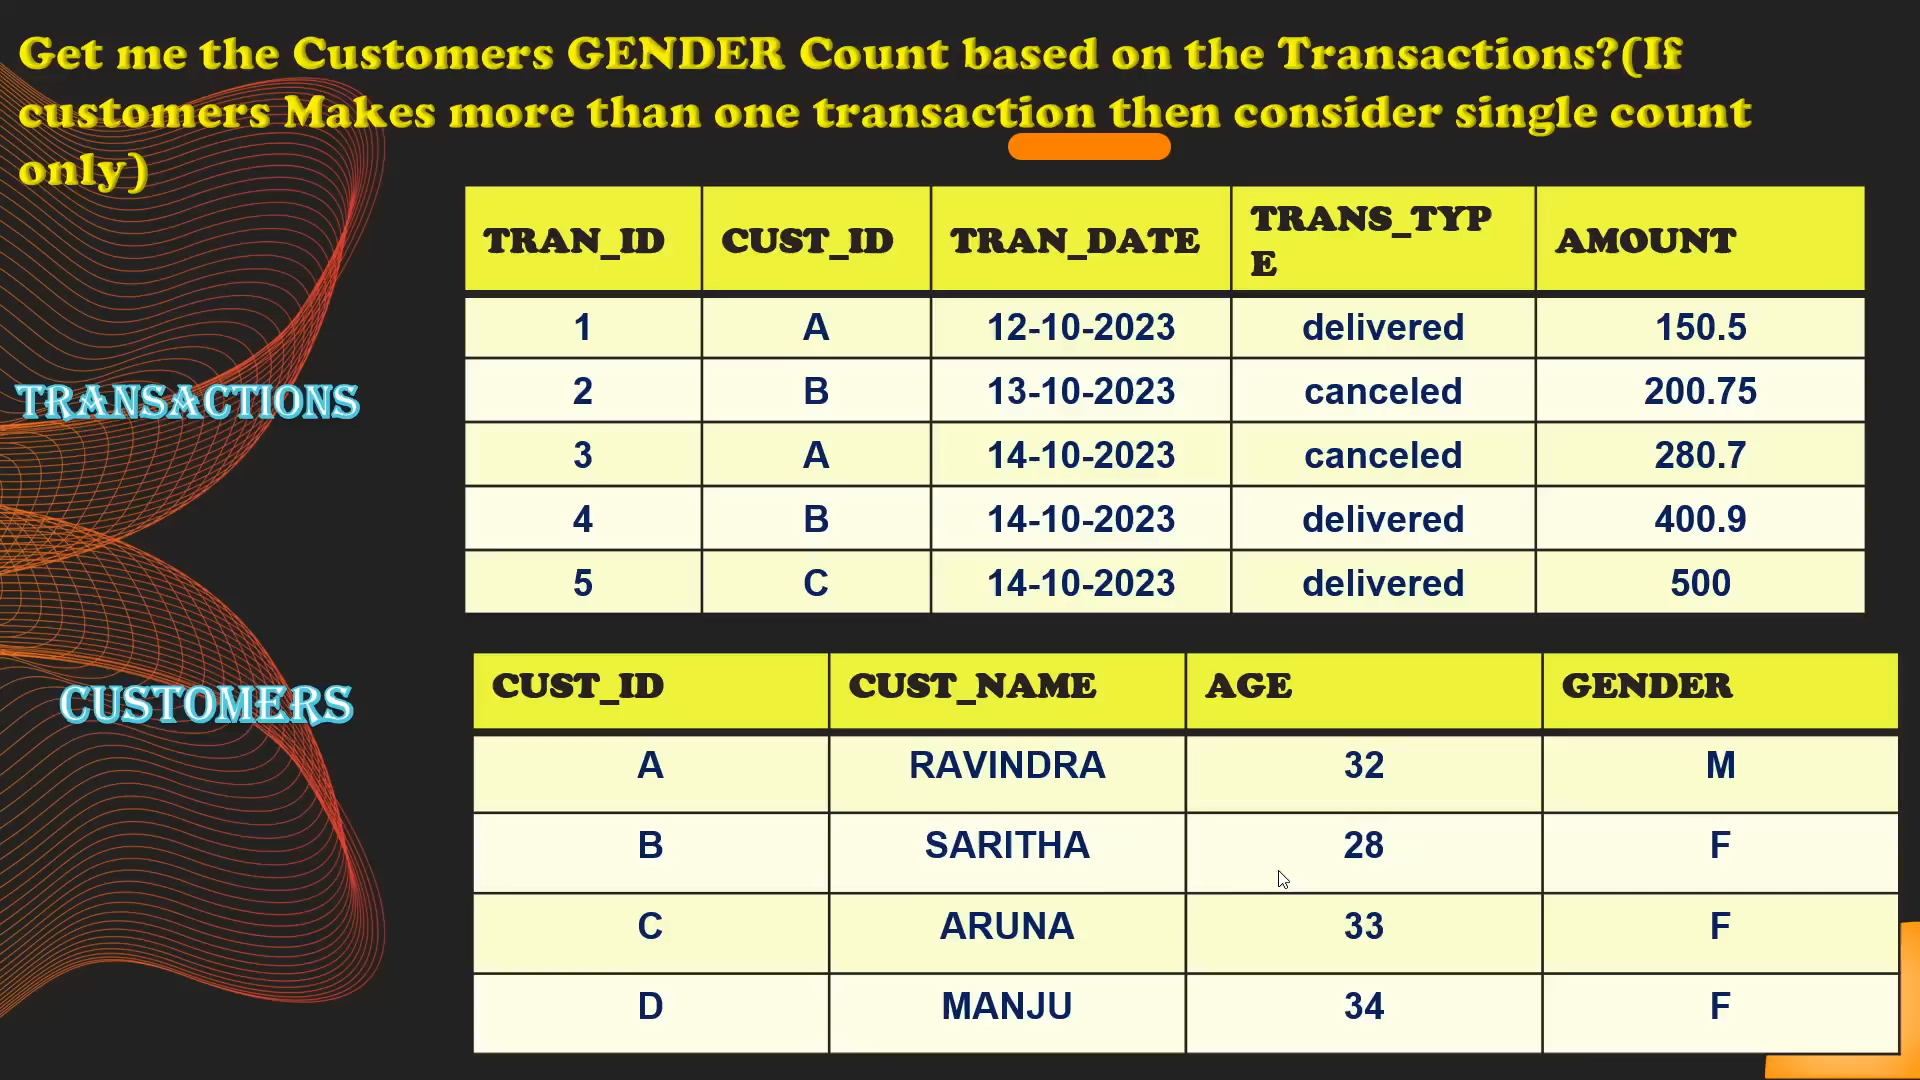 Get me the Customers GENDER Count based on the Transactions?(If
customers Makes more than one transaction then consider single count
only)
TRAN_ID CUST_ID TRAN_DATE TRANS_TYP
E AMOUNT
1 A 12-10-2023 delivered 150.5
2 B 13-10-2023 canceled 200.75
3 A 14-10-2023 canceled 280.7
4 B 14-10-2023 delivered 400.9
5 C 14-10-2023 delivered 500
TRANSACTIONS
CUST_ID CUST_NAME AGE GENDER
A RAVINDRA 32 M
B SARITHA 28 F
C ARUNA 33 F
D MANJU 34 F
CUSTOMERS